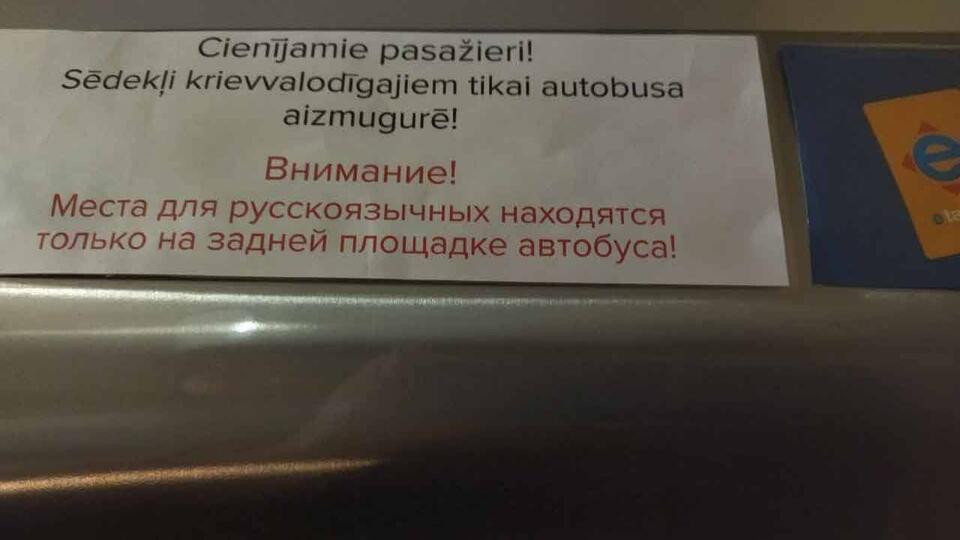 Cienījamie pasažieri!
Sēdekļi krievvalodīgajiem tikai autobusa
aizmugurē!
Внимание!
Места для русскоязычных находятся
только на задней площадке автобуса!
e